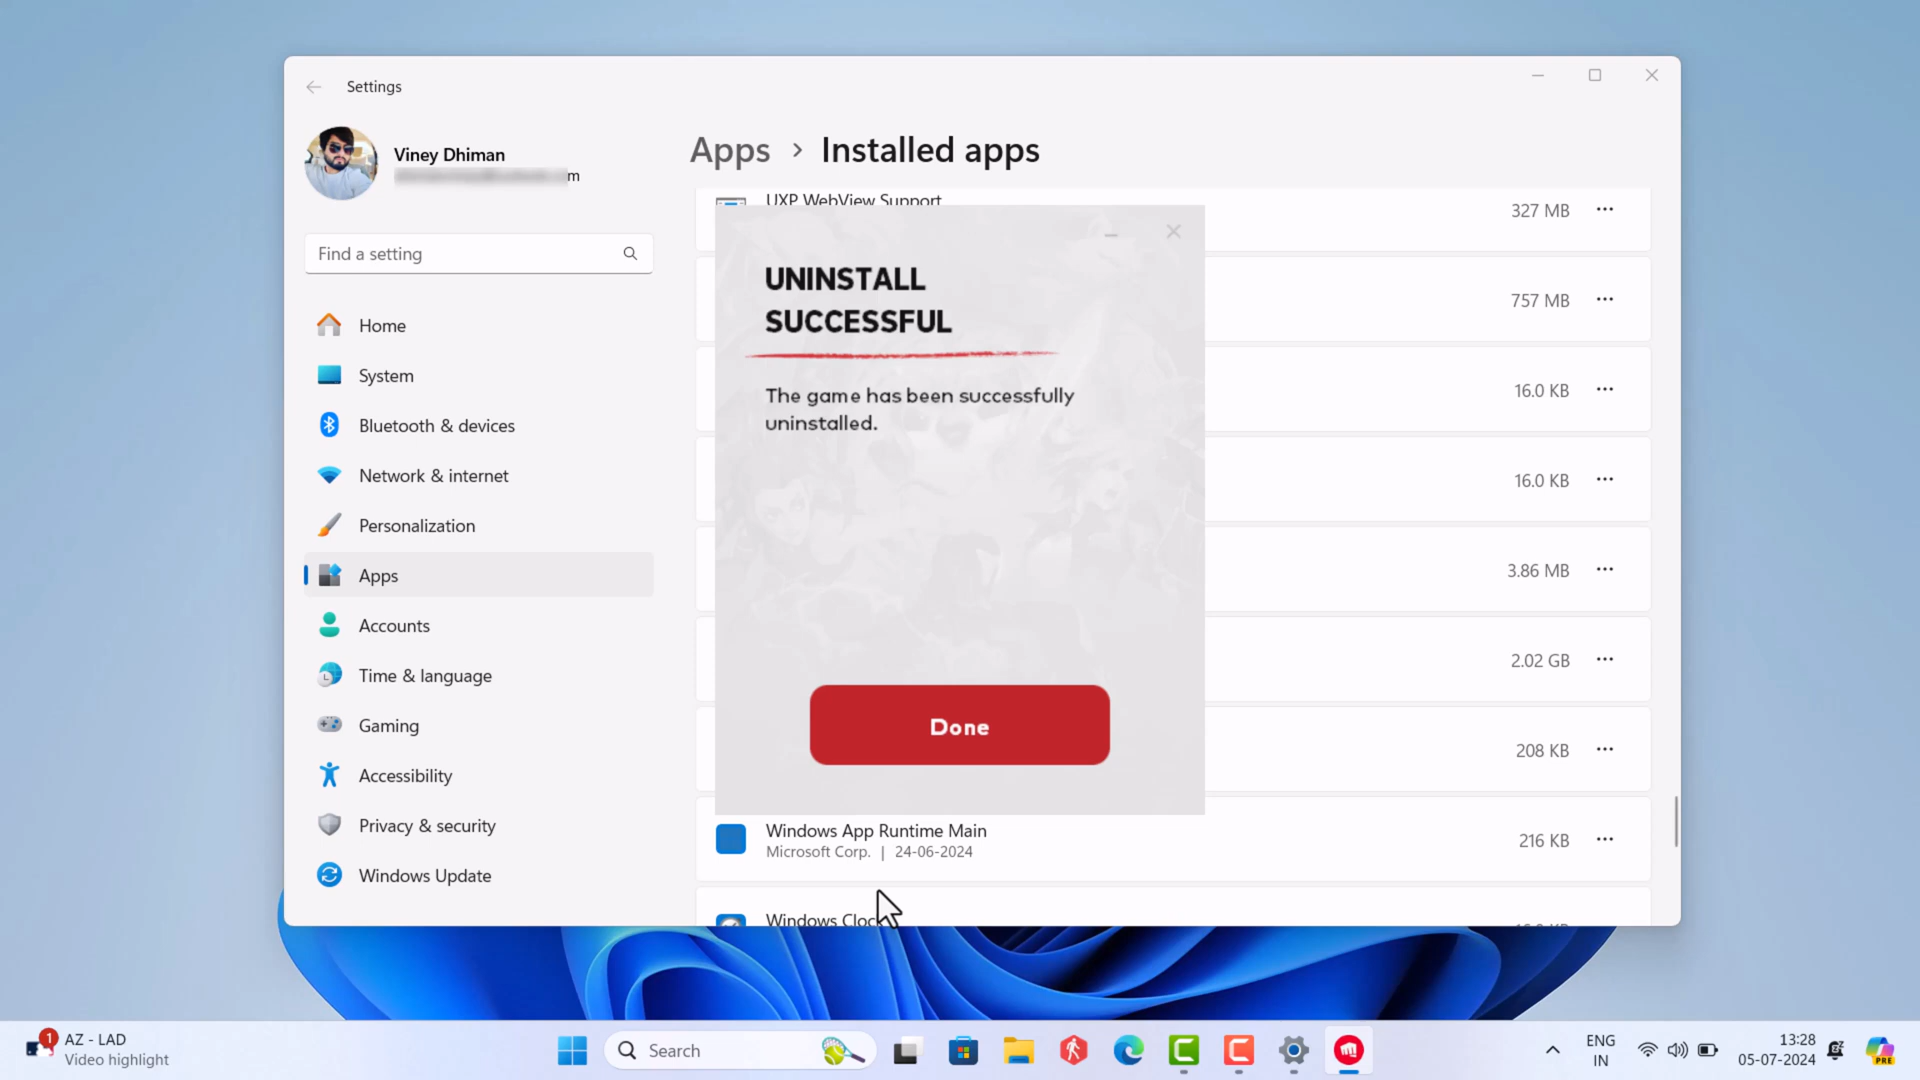 Settings
Viney Dhiman
m
Find a setting
Home
System
Bluetooth & devices
Network & internet
Personalization
Apps
Accounts
Time & language
Gaming
Accessibility
Privacy & security
Windows Update
Apps > Installed apps
UXP WebView Support
327 MB
757 MB
16.0 KB
16.0 KB
3.86 MB
2.02 GB
208 KB
UNINSTALL
SUCCESSFUL
The game has been successfully
uninstalled.
Done
Windows App Runtime Main
Microsoft Corp. | 24-06-2024
216 KB
Windows Clock
1
AZ - LAD
Video highlight
Search
ENG
IN
13:28
05-07-2024
PRE